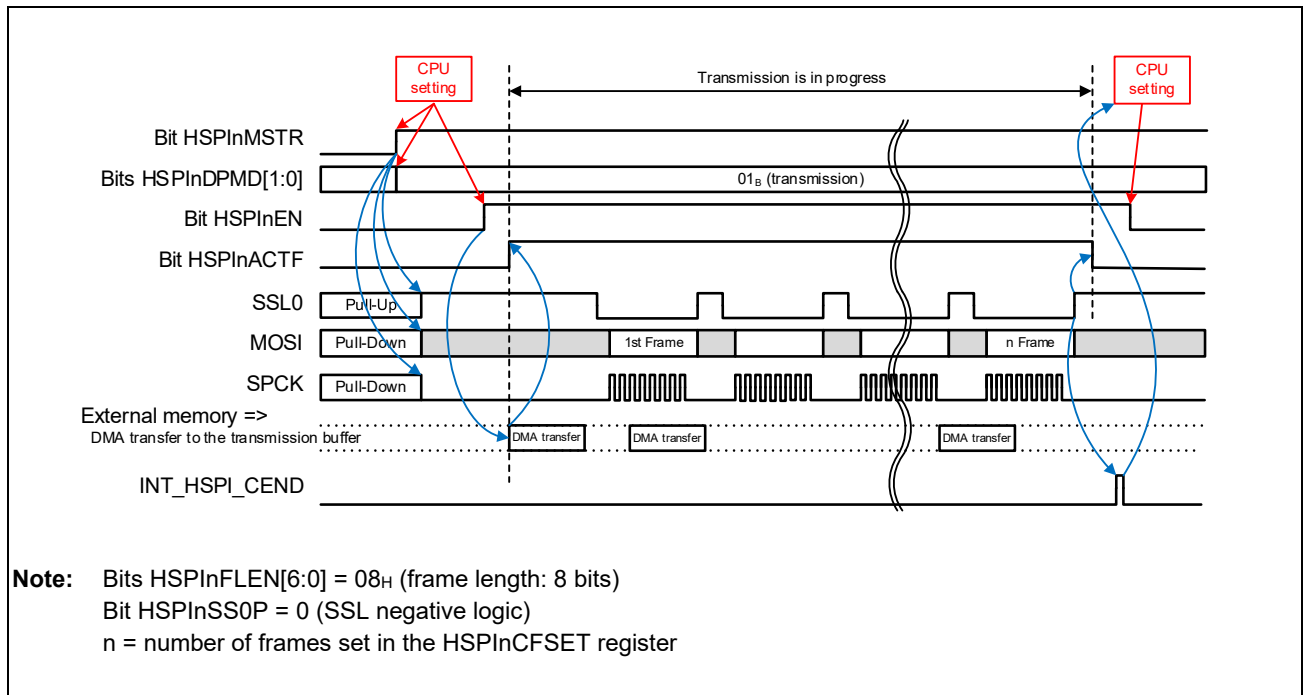 CPU
setting
Transmission is in progress
CPU
setting
Bit HSPInMSTR
Bits HSPInDPMD[1:0]
01B (transmission)
Bit HSPInEN
Bit HSPInACTF
SSL0
Pull-Up
MOSI
Pull-Down
1st Frame
n Frame
SPCK
Pull-Down
External memory =>
DMA transfer to the transmission buffer
DMA transfer
DMA transfer
DMA transfer
INT_HSPI_CEND
Note: Bits HSPInFLEN[6:0] = 08H (frame length: 8 bits)
Bit HSPInSS0P = 0 (SSL negative logic)
n = number of frames set in the HSPInCFSET register